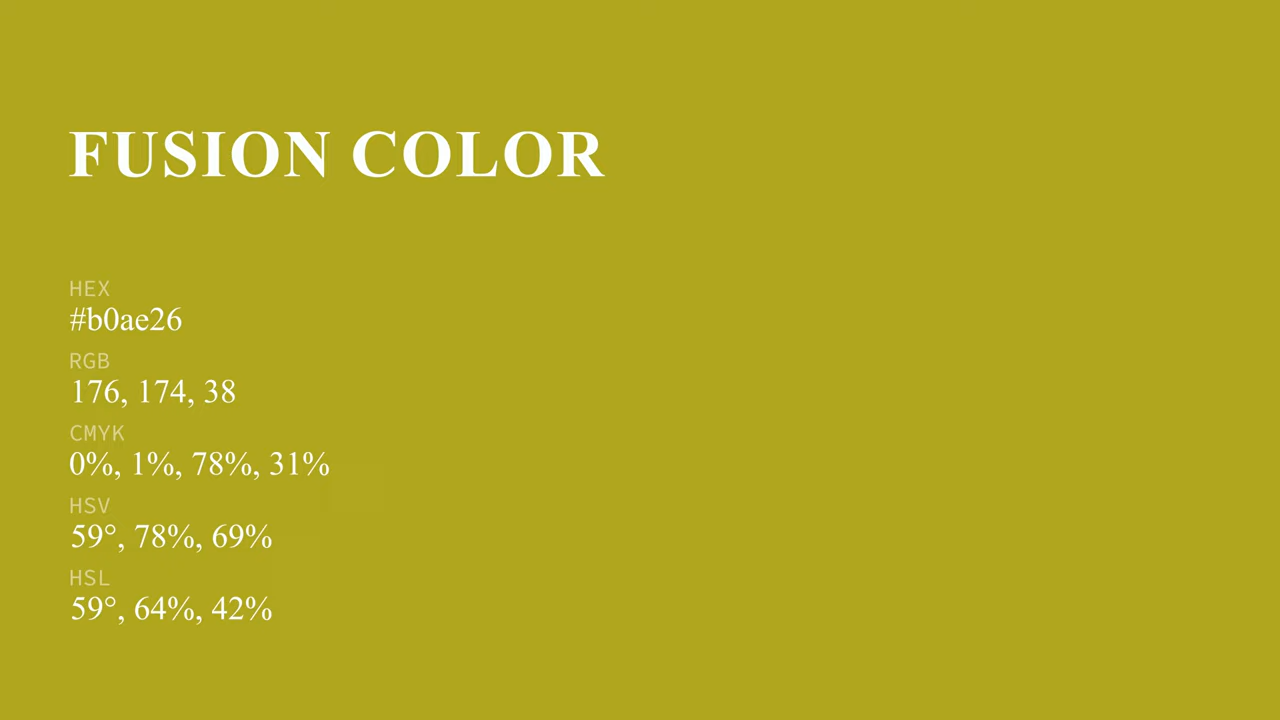 FUSION COLOR
HEX
#b0ae26
RGB
176, 174, 38
CMYK
0%, 1%, 78%, 31%
HSV
59°, 78%, 69%
HSL
59°, 64%, 42%